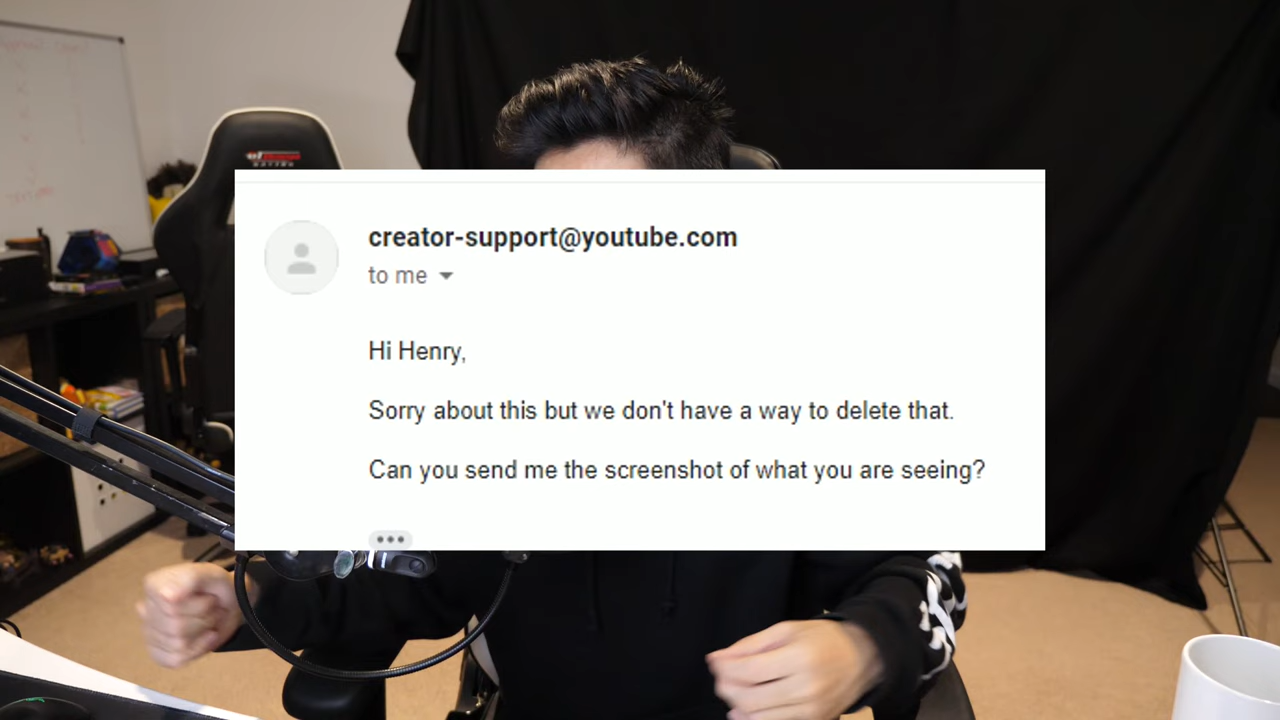 creator-support@youtube.com
to me
Hi Henry,
Sorry about this but we don't have a way to delete that.
Can you send me the screenshot of what you are seeing?